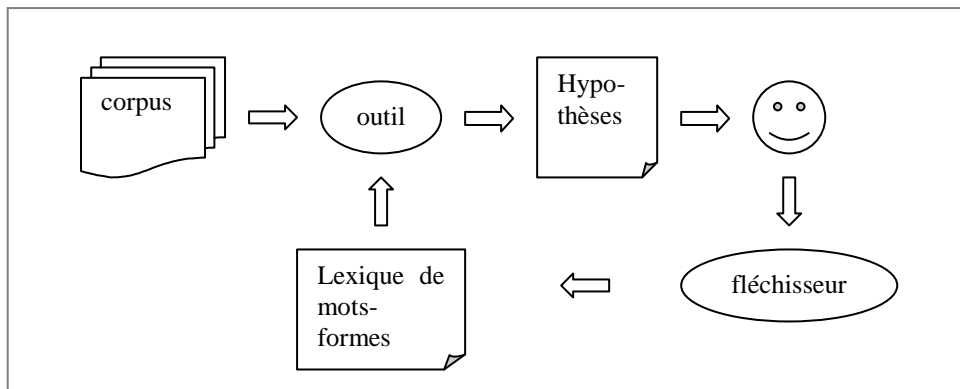 corpus
outil
Hypo-
thèses
Lexique de
mots-
formes
fléchisseur